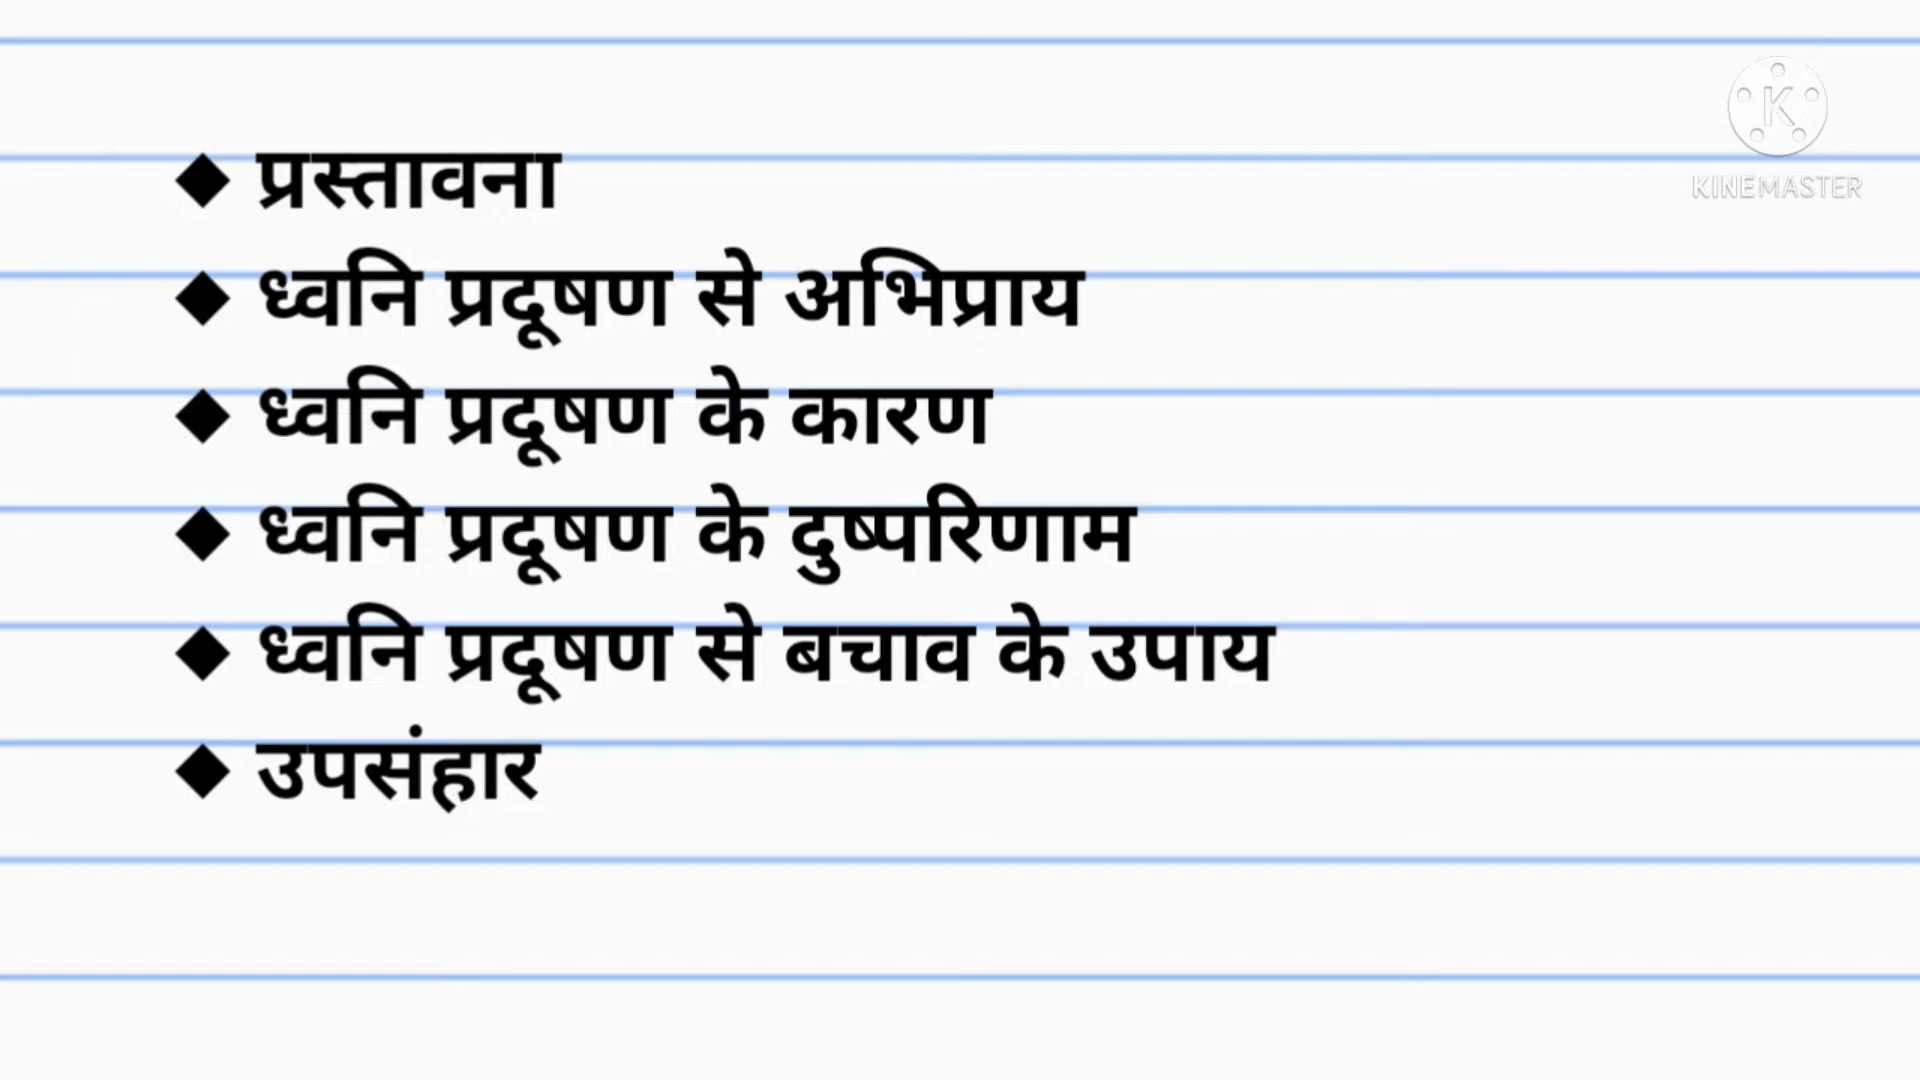 K
KINEMASTER
◆ प्रस्तावना
◆ ध्वनि प्रदूषण से अभिप्राय
◆ ध्वनि प्रदूषण के कारण
◆ ध्वनि प्रदूषण के दुष्परिणाम
◆ ध्वनि प्रदूषण से बचाव के उपाय
◆ उपसंहार